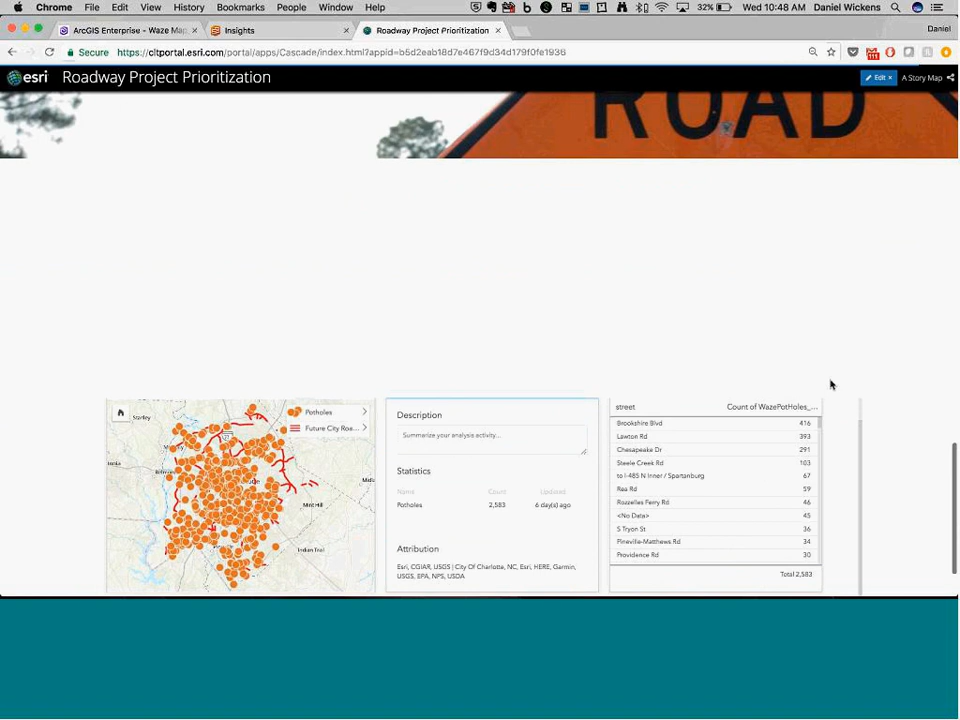 Chrome File Edit View History Bookmarks People Window Help 32% Wed 10:48 AM Daniel Wickens
ArcGIS Enterprise - Waze Map Insights Roadway Project Prioritization Daniel
Secure https://cltportal.esri.com/portal/apps/Cascade/index.html?appid=b5d2eab18d7e467f9d34d179f0fe1936
esri Roadway Project Prioritization Edit A Story Map
ROAD
Starley
Potholes
Future City Roa...
Mint Hill
Indian Trail
Description
Summarize your analysis activity...
Statistics
Name Count Updated
Potholes 2,583 6 day(s) ago
Attribution
Esri, CGIAR, USGS | City Of Charlotte, NC, Esri, HERE, Garmin,
USGS, EPA, NPS, USDA
street Count of WazePotHoles_...
Brookshire Blvd 416
Lawton Rd 393
Chesapeake Dr 291
Steele Creek Rd 103
to I-485 N Inner / Spartanburg 67
Rea Rd 59
Rozzelles Ferry Rd 46
<No Data> 45
S Tryon St 36
Pineville-Matthews Rd 34
Providence Rd 30
Total 2,583